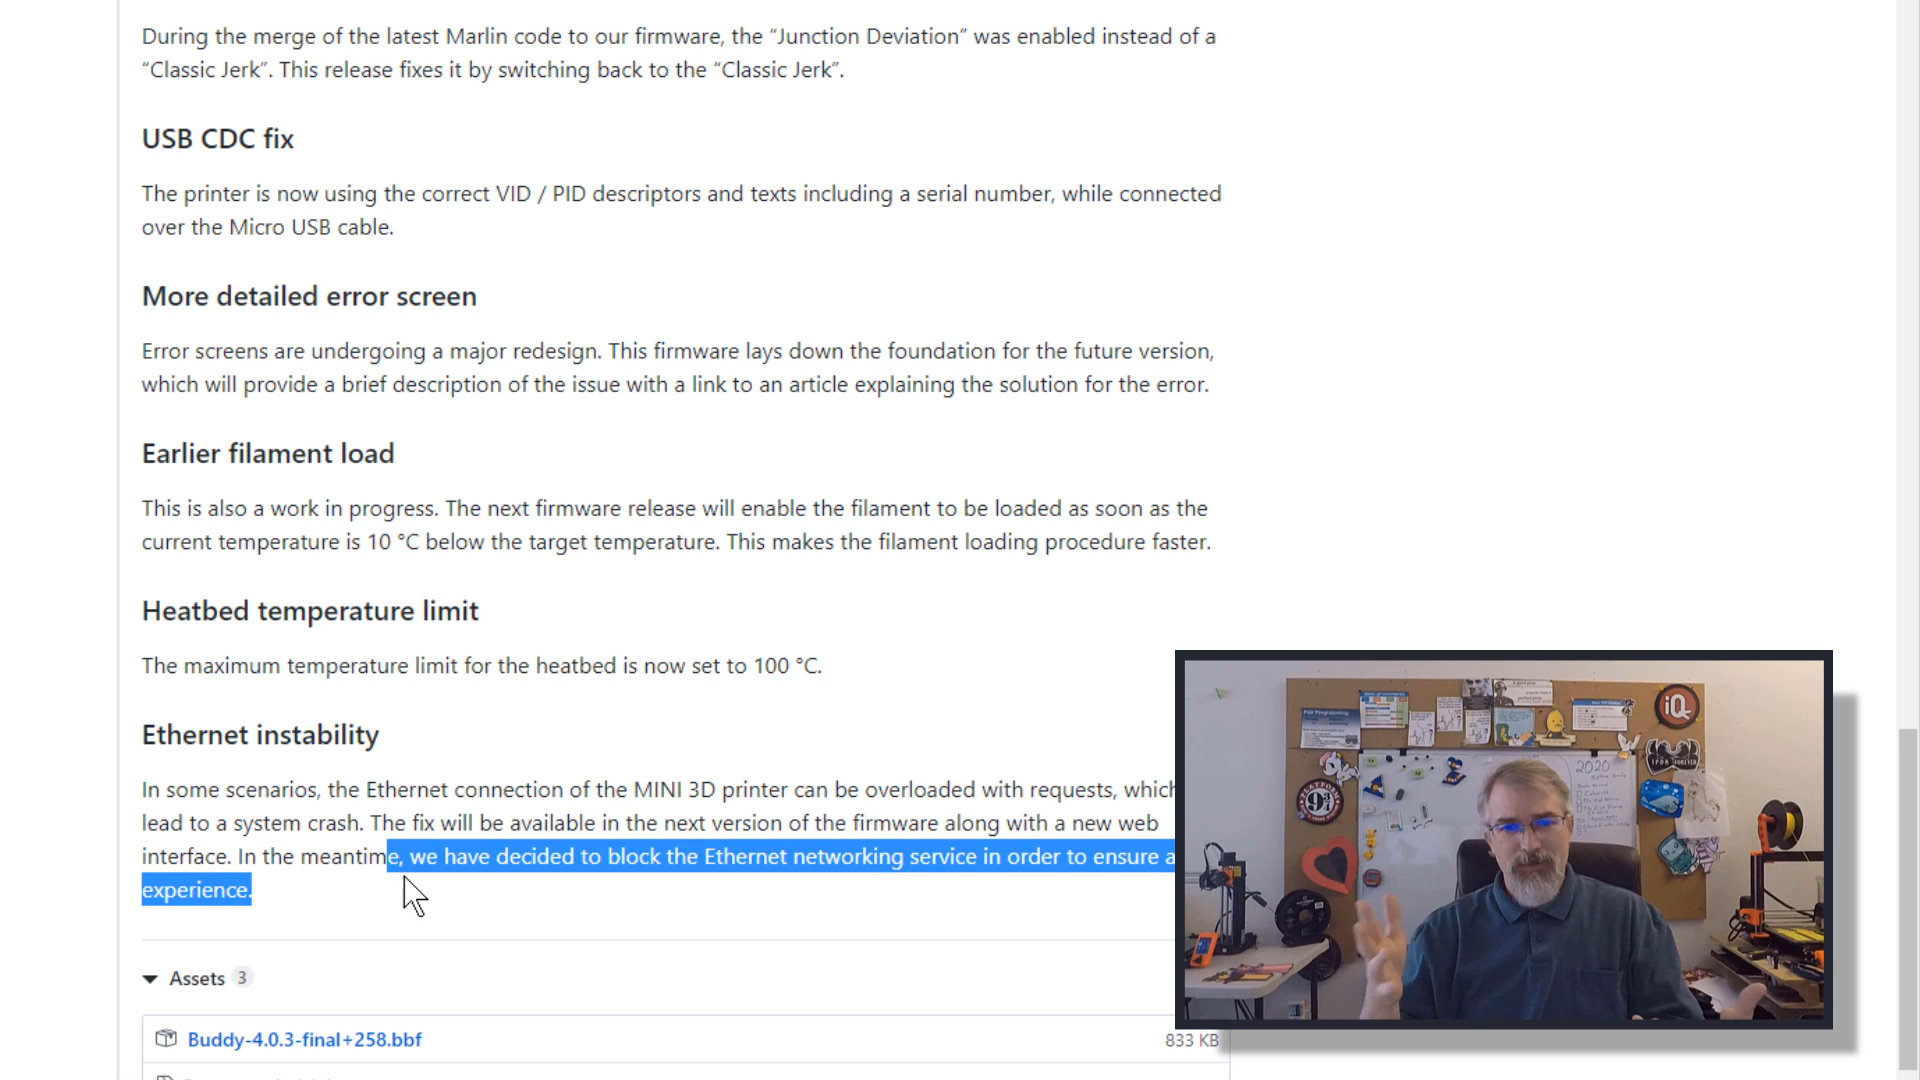 During the merge of the latest Marlin code to our firmware, the “Junction Deviation” was enabled instead of a
“Classic Jerk”. This release fixes it by switching back to the “Classic Jerk”.
USB CDC fix
The printer is now using the correct VID / PID descriptors and texts including a serial number, while connected
over the Micro USB cable.
More detailed error screen
Error screens are undergoing a major redesign. This firmware lays down the foundation for the future version,
which will provide a brief description of the issue with a link to an article explaining the solution for the error.
Earlier filament load
This is also a work in progress. The next firmware release will enable the filament to be loaded as soon as the
current temperature is 10 °C below the target temperature. This makes the filament loading procedure faster.
Heatbed temperature limit
The maximum temperature limit for the heatbed is now set to 100 °C.
Ethernet instability
In some scenarios, the Ethernet connection of the MINI 3D printer can be overloaded with requests, which
lead to a system crash. The fix will be available in the next version of the firmware along with a new web
interface. In the meantime, we have decided to block the Ethernet networking service in order to ensure a
experience.
Assets 3
Buddy-4.0.3-final+258.bbf
833 KB
iQ
2020
9¾